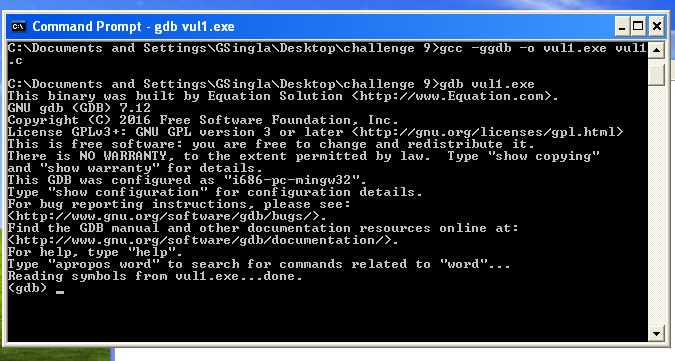 Command Prompt - gdb vul1.exe
C:\Documents and Settings\GSingla\Desktop\challenge 9>gcc -ggdb -o vul1.exe vul1
.c
C:\Documents and Settings\GSingla\Desktop\challenge 9>gdb vul1.exe
This binary was built by Equation Solution <http://www.Equation.com>.
GNU gdb (GDB) 7.12
Copyright (C) 2016 Free Software Foundation, Inc.
License GPLv3+: GNU GPL version 3 or later <http://gnu.org/licenses/gpl.html>
This is free software: you are free to change and redistribute it.
There is NO WARRANTY, to the extent permitted by law.  Type "show copying"
and "show warranty" for details.
This GDB was configured as "i686-pc-mingw32".
Type "show configuration" for configuration details.
For bug reporting instructions, please see:
<http://www.gnu.org/software/gdb/bugs/>.
Find the GDB manual and other documentation resources online at:
<http://www.gnu.org/software/gdb/documentation/>.
For help, type "help".
Type "apropos word" to search for commands related to "word"...
Reading symbols from vul1.exe...done.
(gdb) _